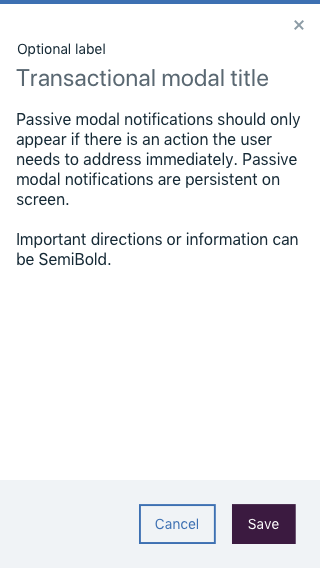 Optional label
Transactional modal title
Passive modal notifications should only
appear if there is an action the user
needs to address immediately. Passive
modal notifications are persistent on
screen.
Important directions or information can
be SemiBold.
Cancel
Save